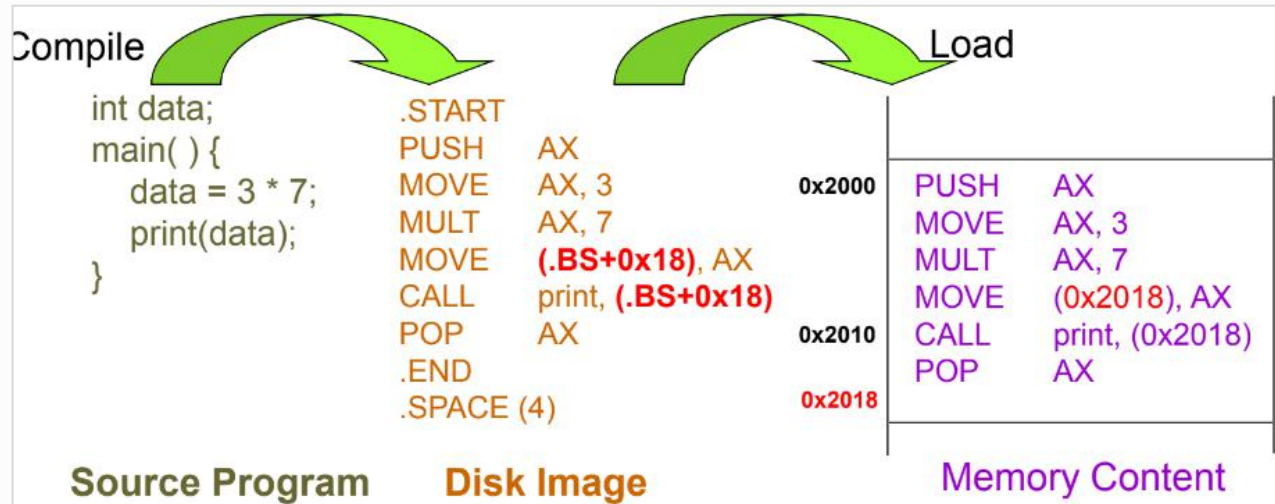 Compile
Load
int data;
main( ) {
data = 3 * 7;
print(data);
}
.START
PUSH AX
MOVE AX, 3
MULT AX, 7
MOVE (.BS+0x18), AX
CALL print, (.BS+0x18)
POP AX
.END
.SPACE (4)
0x2000
0x2010
0x2018
PUSH AX
MOVE AX, 3
MULT AX, 7
MOVE (0x2018), AX
CALL print, (0x2018)
POP AX
Source Program
Disk Image
Memory Content